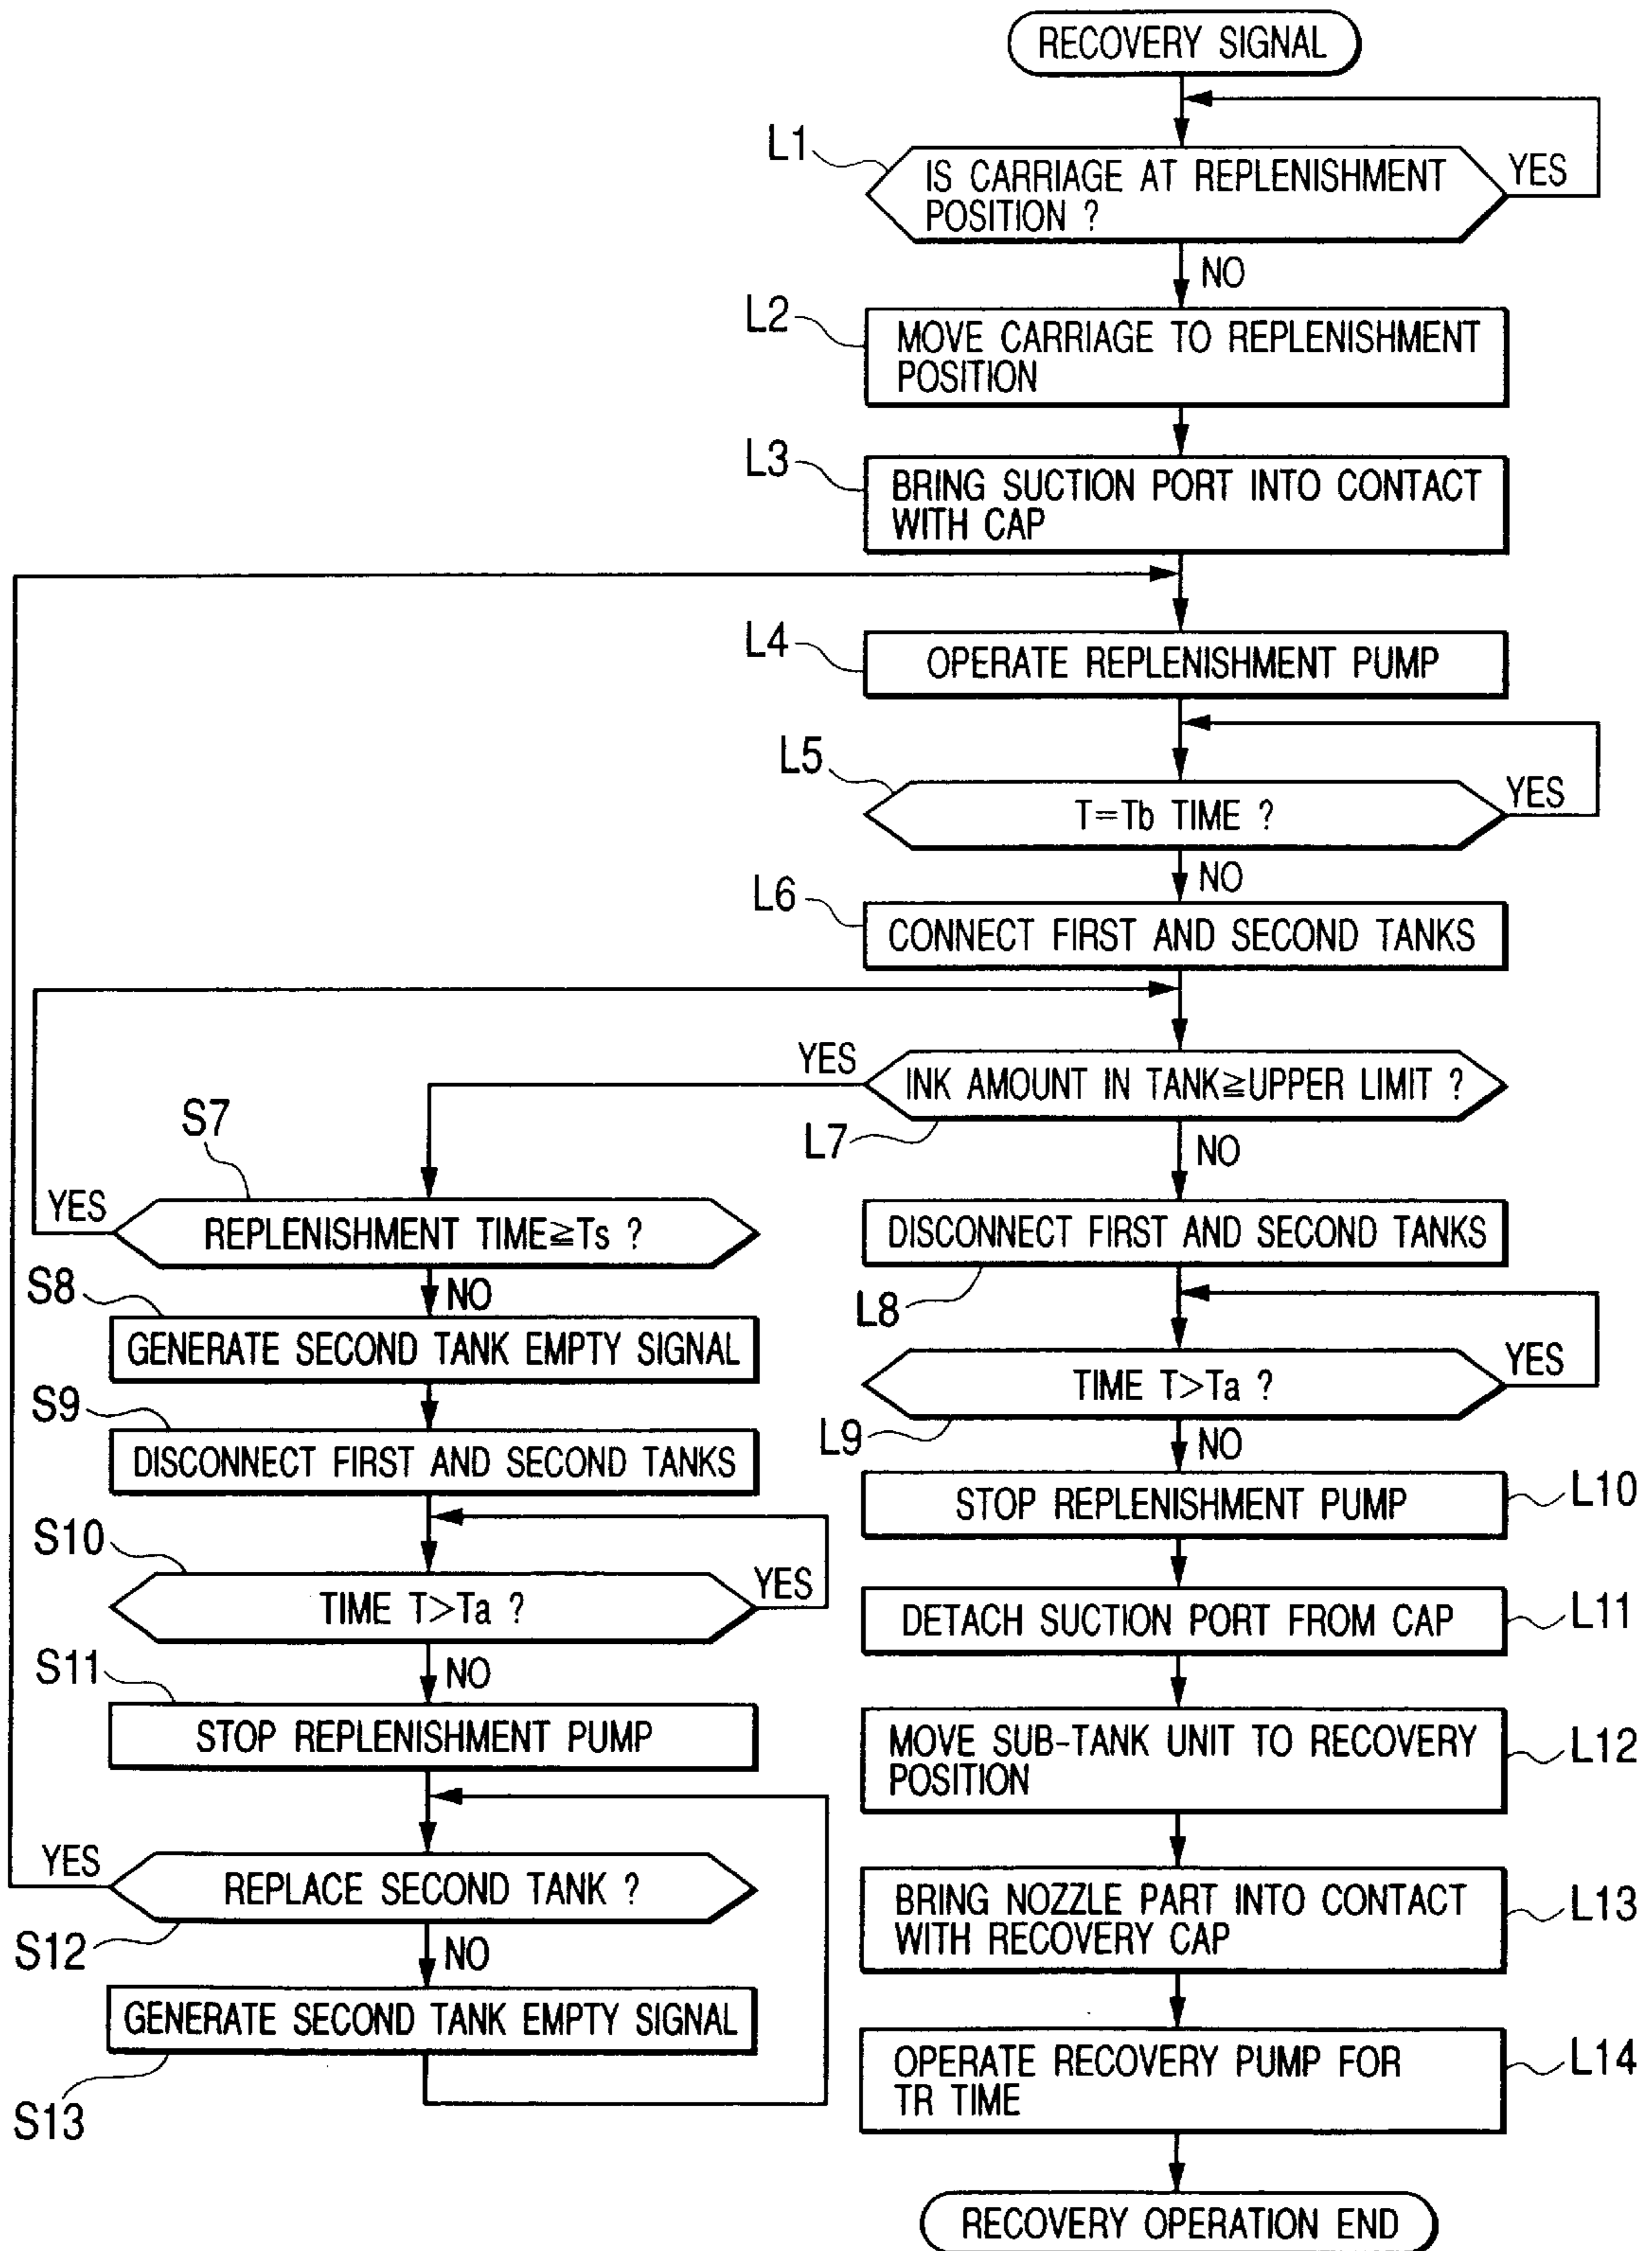 RECOVERY SIGNAL
L1
IS CARRIAGE AT REPLENISHMENT
POSITION ?
YES
NO
L2
MOVE CARRIAGE TO REPLENISHMENT
POSITION
L3
BRING SUCTION PORT INTO CONTACT
WITH CAP
L4
OPERATE REPLENISHMENT PUMP
L5
T=Tb TIME ?
YES
NO
L6
CONNECT FIRST AND SECOND TANKS
YES
INK AMOUNT IN TANK≧UPPER LIMIT ?
L7
NO
S7
YES
REPLENISHMENT TIME≧Ts ?
NO
S8
GENERATE SECOND TANK EMPTY SIGNAL
S9
DISCONNECT FIRST AND SECOND TANKS
S10
TIME T>Ta ?
YES
NO
S11
STOP REPLENISHMENT PUMP
YES
REPLACE SECOND TANK ?
S12
NO
GENERATE SECOND TANK EMPTY SIGNAL
S13
DISCONNECT FIRST AND SECOND TANKS
L8
TIME T>Ta ?
YES
L9
NO
STOP REPLENISHMENT PUMP
L10
DETACH SUCTION PORT FROM CAP
L11
MOVE SUB-TANK UNIT TO RECOVERY
POSITION
L12
BRING NOZZLE PART INTO CONTACT
WITH RECOVERY CAP
L13
OPERATE RECOVERY PUMP FOR
TR TIME
L14
RECOVERY OPERATION END